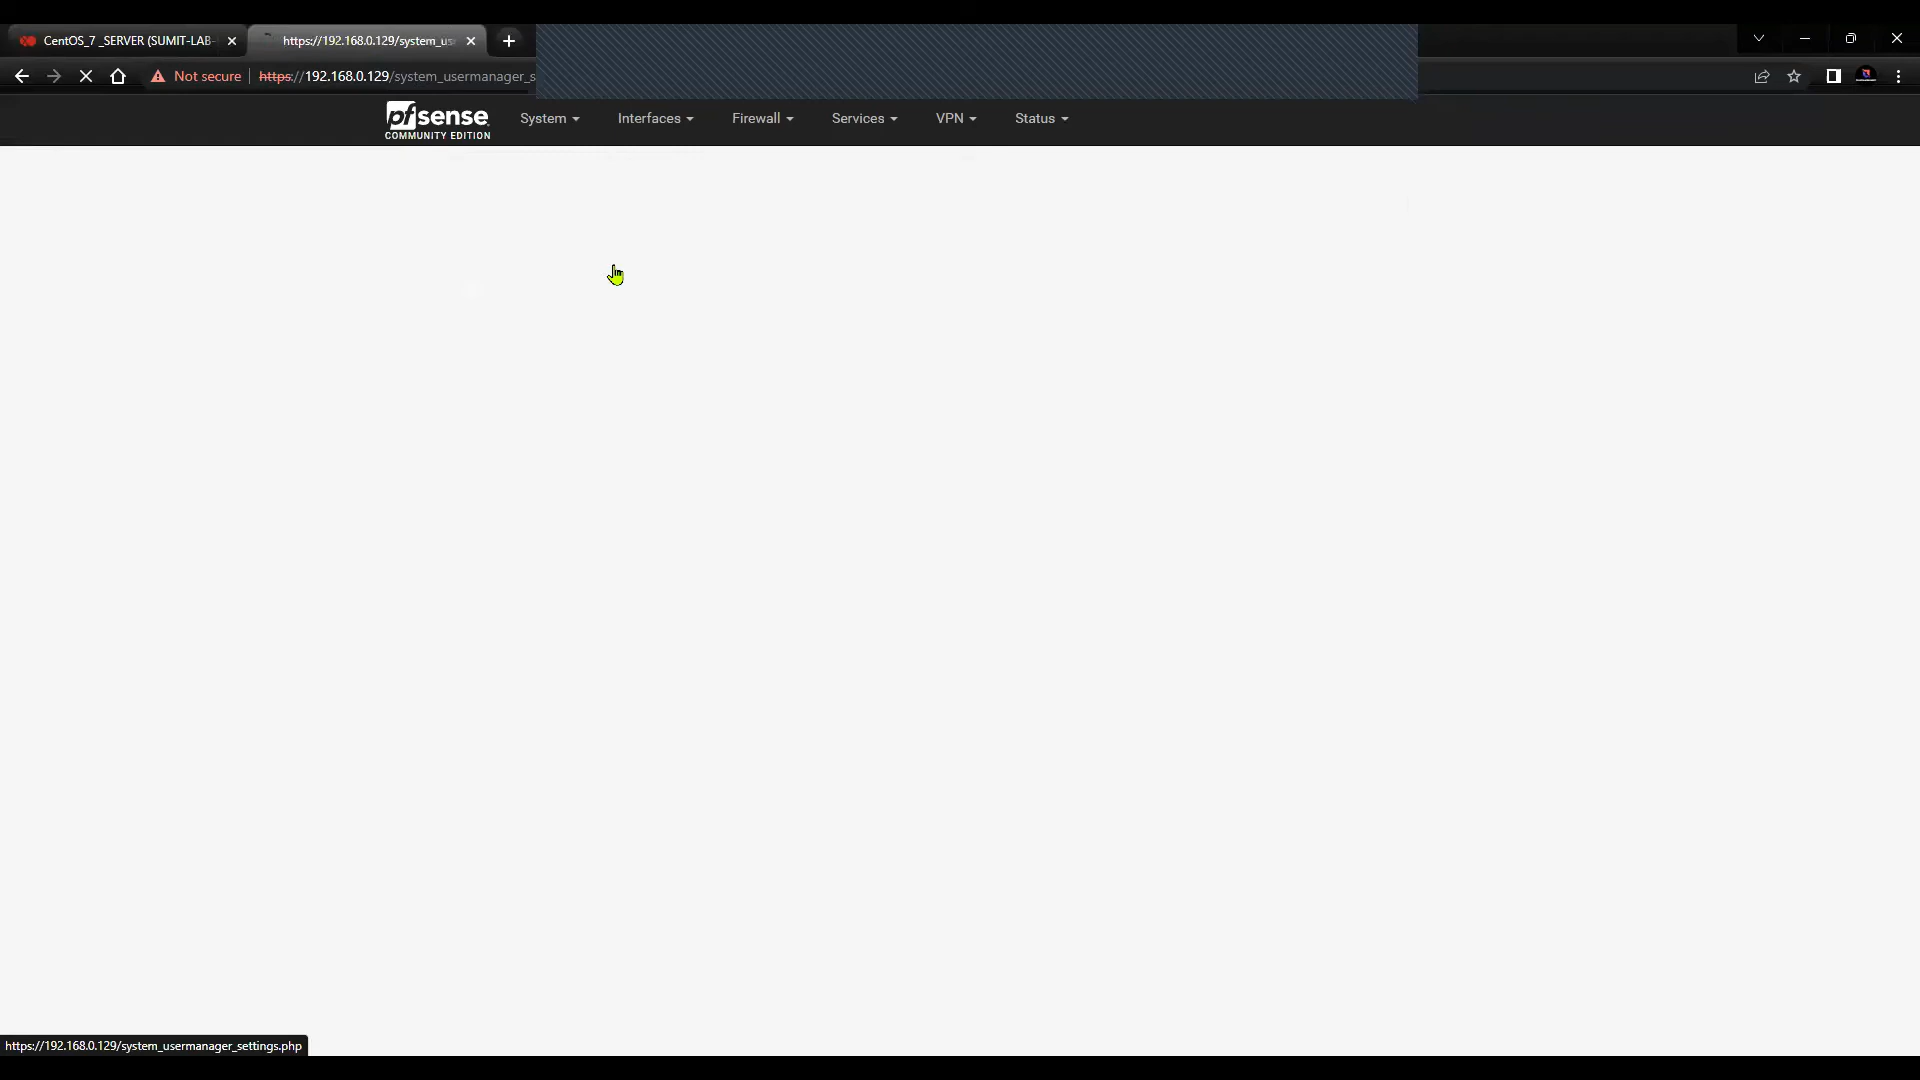 CentOS_7 _SERVER (SUMIT-LAB-
https://192.168.0.129/system_us
Not secure
https://192.168.0.129/system_usermanager_s
pfsense
COMMUNITY EDITION
System
Interfaces
Firewall
Services
VPN
Status
https://192.168.0.129/system_usermanager_settings.php